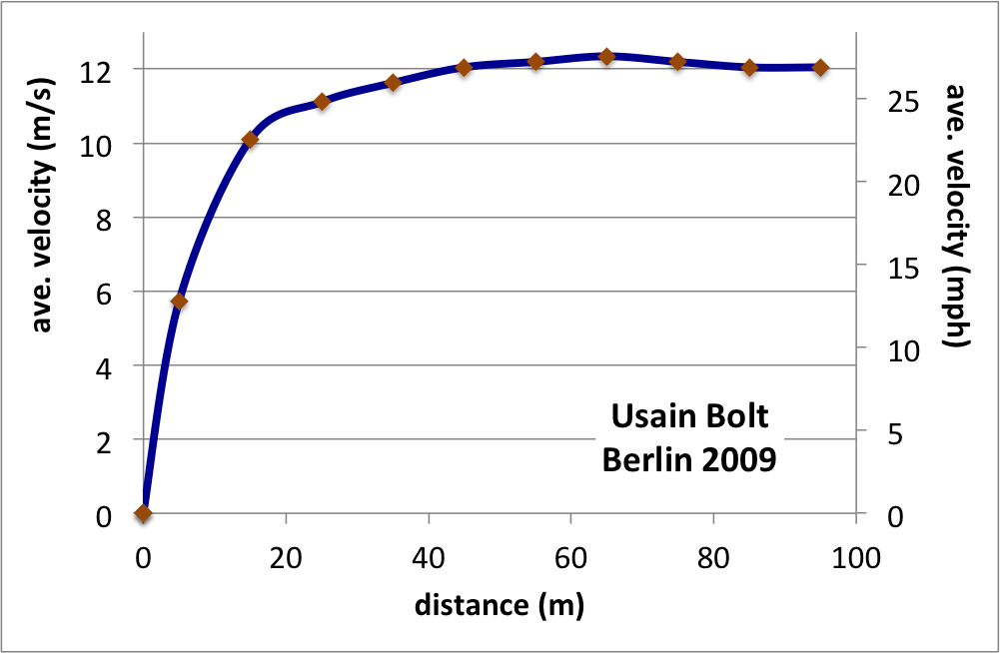 ave. velocity (m/s)
12
10
8
6
4
2
0
0 20 40 60 80 100
distance (m)
25
20
15
10
5
0
ave. velocity (mph)
Usain Bolt
Berlin 2009